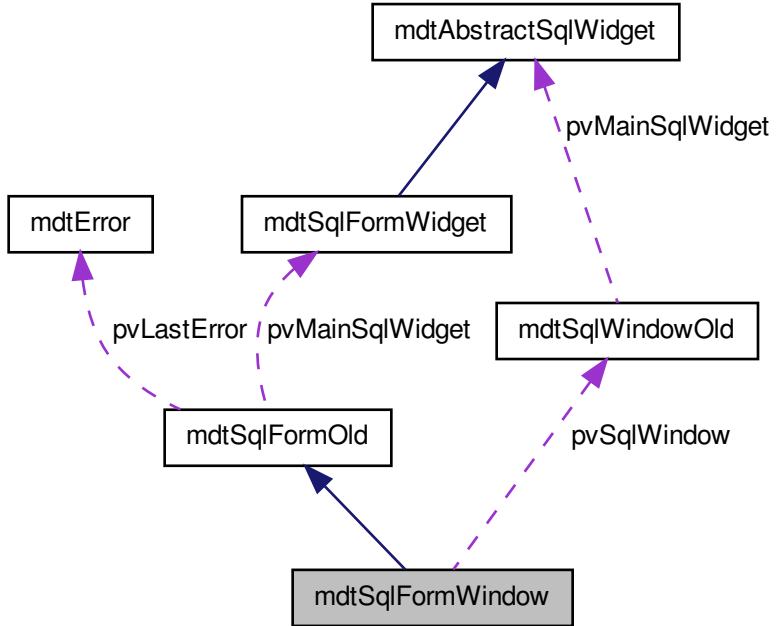 mdtAbstractSqlWidget
pvMainSqlWidget
mdtError
mdtSqlFormWidget
mdtSqlWindowOld
pvLastError
pvMainSqlWidget
mdtSqlFormOld
pvSqlWindow
mdtSqlFormWindow